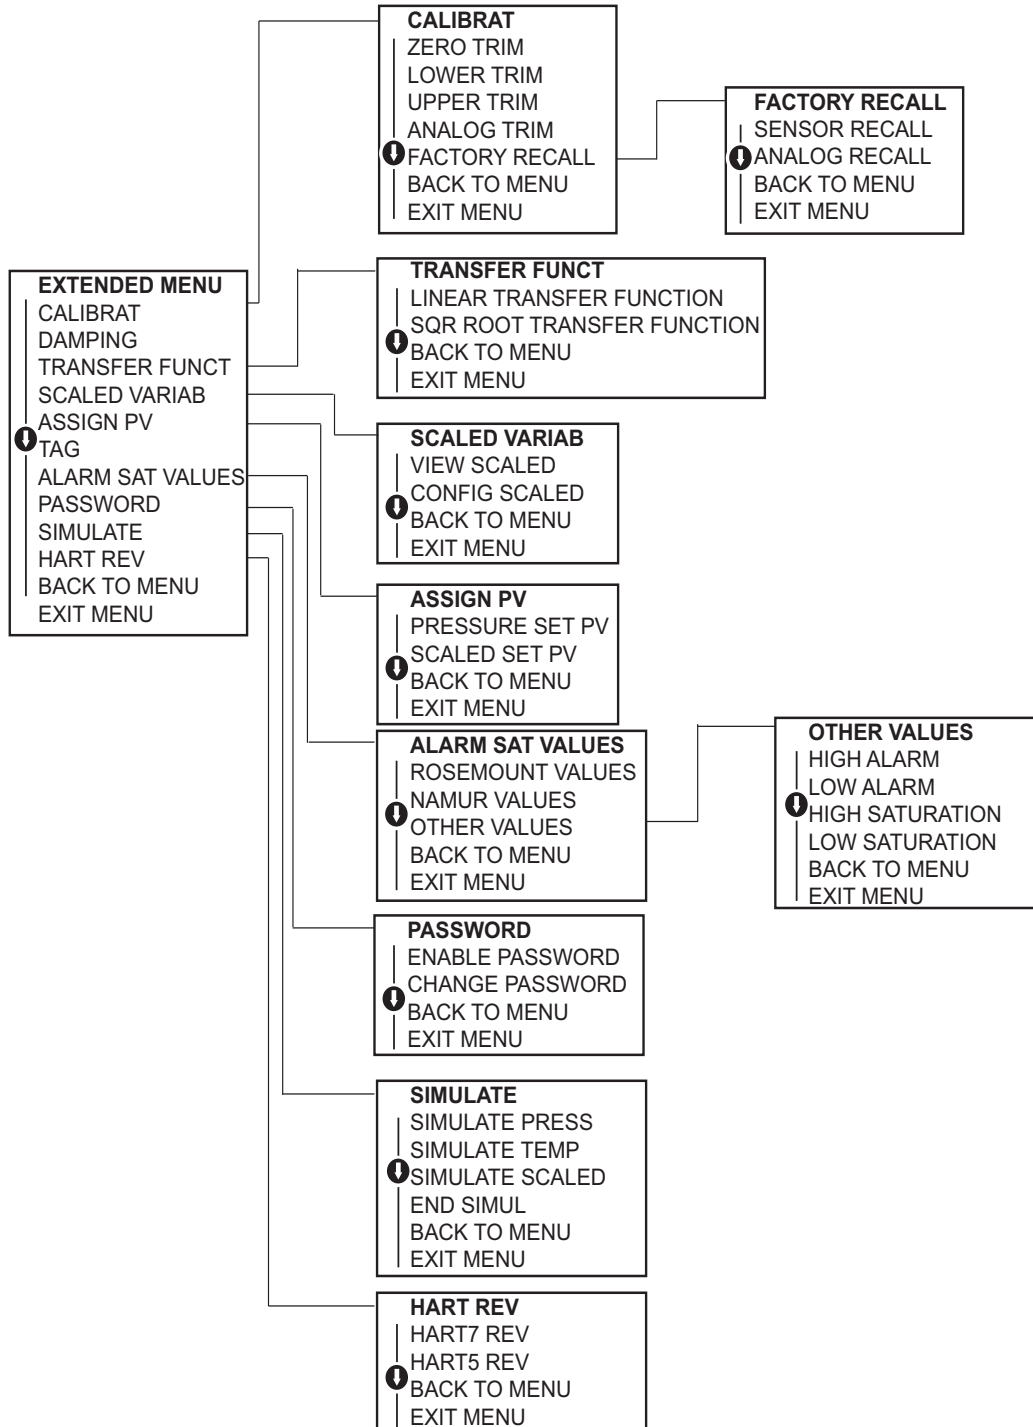 CALIBRAT
ZERO TRIM
LOWER TRIM
UPPER TRIM
ANALOG TRIM
FACTORY RECALL
BACK TO MENU
EXIT MENU
FACTORY RECALL
SENSOR RECALL
ANALOG RECALL
BACK TO MENU
EXIT MENU
EXTENDED MENU
CALIBRAT
DAMPING
TRANSFER FUNCT
SCALED VARIAB
ASSIGN PV
TAG
ALARM SAT VALUES
PASSWORD
SIMULATE
HART REV
BACK TO MENU
EXIT MENU
TRANSFER FUNCT
LINEAR TRANSFER FUNCTION
SQR ROOT TRANSFER FUNCTION
BACK TO MENU
EXIT MENU
SCALED VARIAB
VIEW SCALED
CONFIG SCALED
BACK TO MENU
EXIT MENU
ASSIGN PV
PRESSURE SET PV
SCALED SET PV
BACK TO MENU
EXIT MENU
ALARM SAT VALUES
ROSEMOUNT VALUES
NAMUR VALUES
OTHER VALUES
BACK TO MENU
EXIT MENU
OTHER VALUES
HIGH ALARM
LOW ALARM
HIGH SATURATION
LOW SATURATION
BACK TO MENU
EXIT MENU
PASSWORD
ENABLE PASSWORD
CHANGE PASSWORD
BACK TO MENU
EXIT MENU
SIMULATE
SIMULATE PRESS
SIMULATE TEMP
SIMULATE SCALED
END SIMUL
BACK TO MENU
EXIT MENU
HART REV
HART7 REV
HART5 REV
BACK TO MENU
EXIT MENU